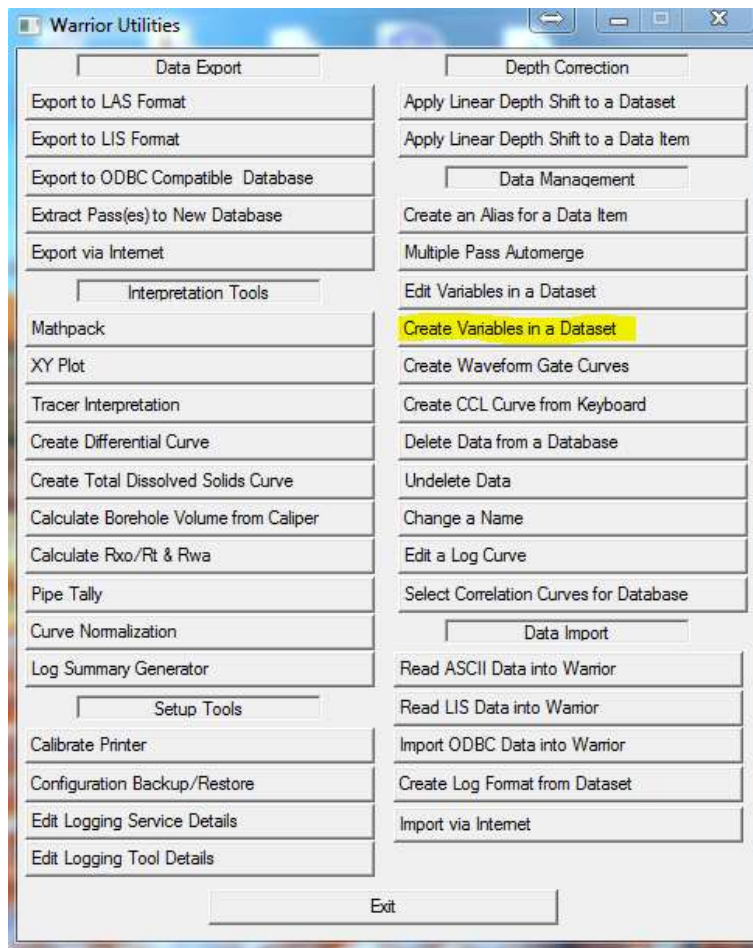 Warrior Utilities
Data Export
Export to LAS Format
Export to LIS Format
Export to ODBC Compatible Database
Extract Pass(es) to New Database
Export via Internet
Interpretation Tools
Mathpack
XY Plot
Tracer Interpretation
Create Differential Curve
Create Total Dissolved Solids Curve
Calculate Borehole Volume from Caliper
Calculate Rxo/Rt & Rwa
Pipe Tally
Curve Normalization
Log Summary Generator
Setup Tools
Calibrate Printer
Configuration Backup/Restore
Edit Logging Service Details
Edit Logging Tool Details
Depth Correction
Apply Linear Depth Shift to a Dataset
Apply Linear Depth Shift to a Data Item
Data Management
Create an Alias for a Data Item
Multiple Pass Automerge
Edit Variables in a Dataset
Create Variables in a Dataset
Create Waveform Gate Curves
Create CCL Curve from Keyboard
Delete Data from a Database
Undelete Data
Change a Name
Edit a Log Curve
Select Correlation Curves for Database
Data Import
Read ASCII Data into Warrior
Read LIS Data into Warrior
Import ODBC Data into Warrior
Create Log Format from Dataset
Import via Internet
Exit